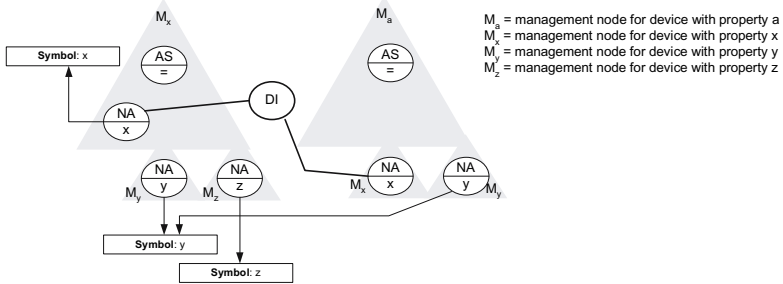 Mx
Ma
Ma = management node for device with property a
Mx = management node for device with property x
My = management node for device with property y
Mz = management node for device with property z
Symbol: x
AS
=
AS
=
DI
NA
x
NA
y
NA
z
NA
x
NA
y
My
Mz
Mx
My
Symbol: y
Symbol: z